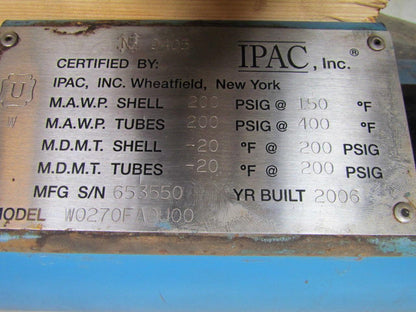 IPAC, Inc.®
CERTIFIED BY:
IPAC, INC. Wheatfield, New York
U
W
M.A.W.P. SHELL 200 PSIG @ 150 °F
M.A.W.P. TUBES 200 PSIG @ 400 °F
M.D.M.T. SHELL -20 °F @ 200 PSIG
M.D.M.T. TUBES -20 °F @ 200 PSIG
MFG S/N 653550 YR BUILT 2006
MODEL